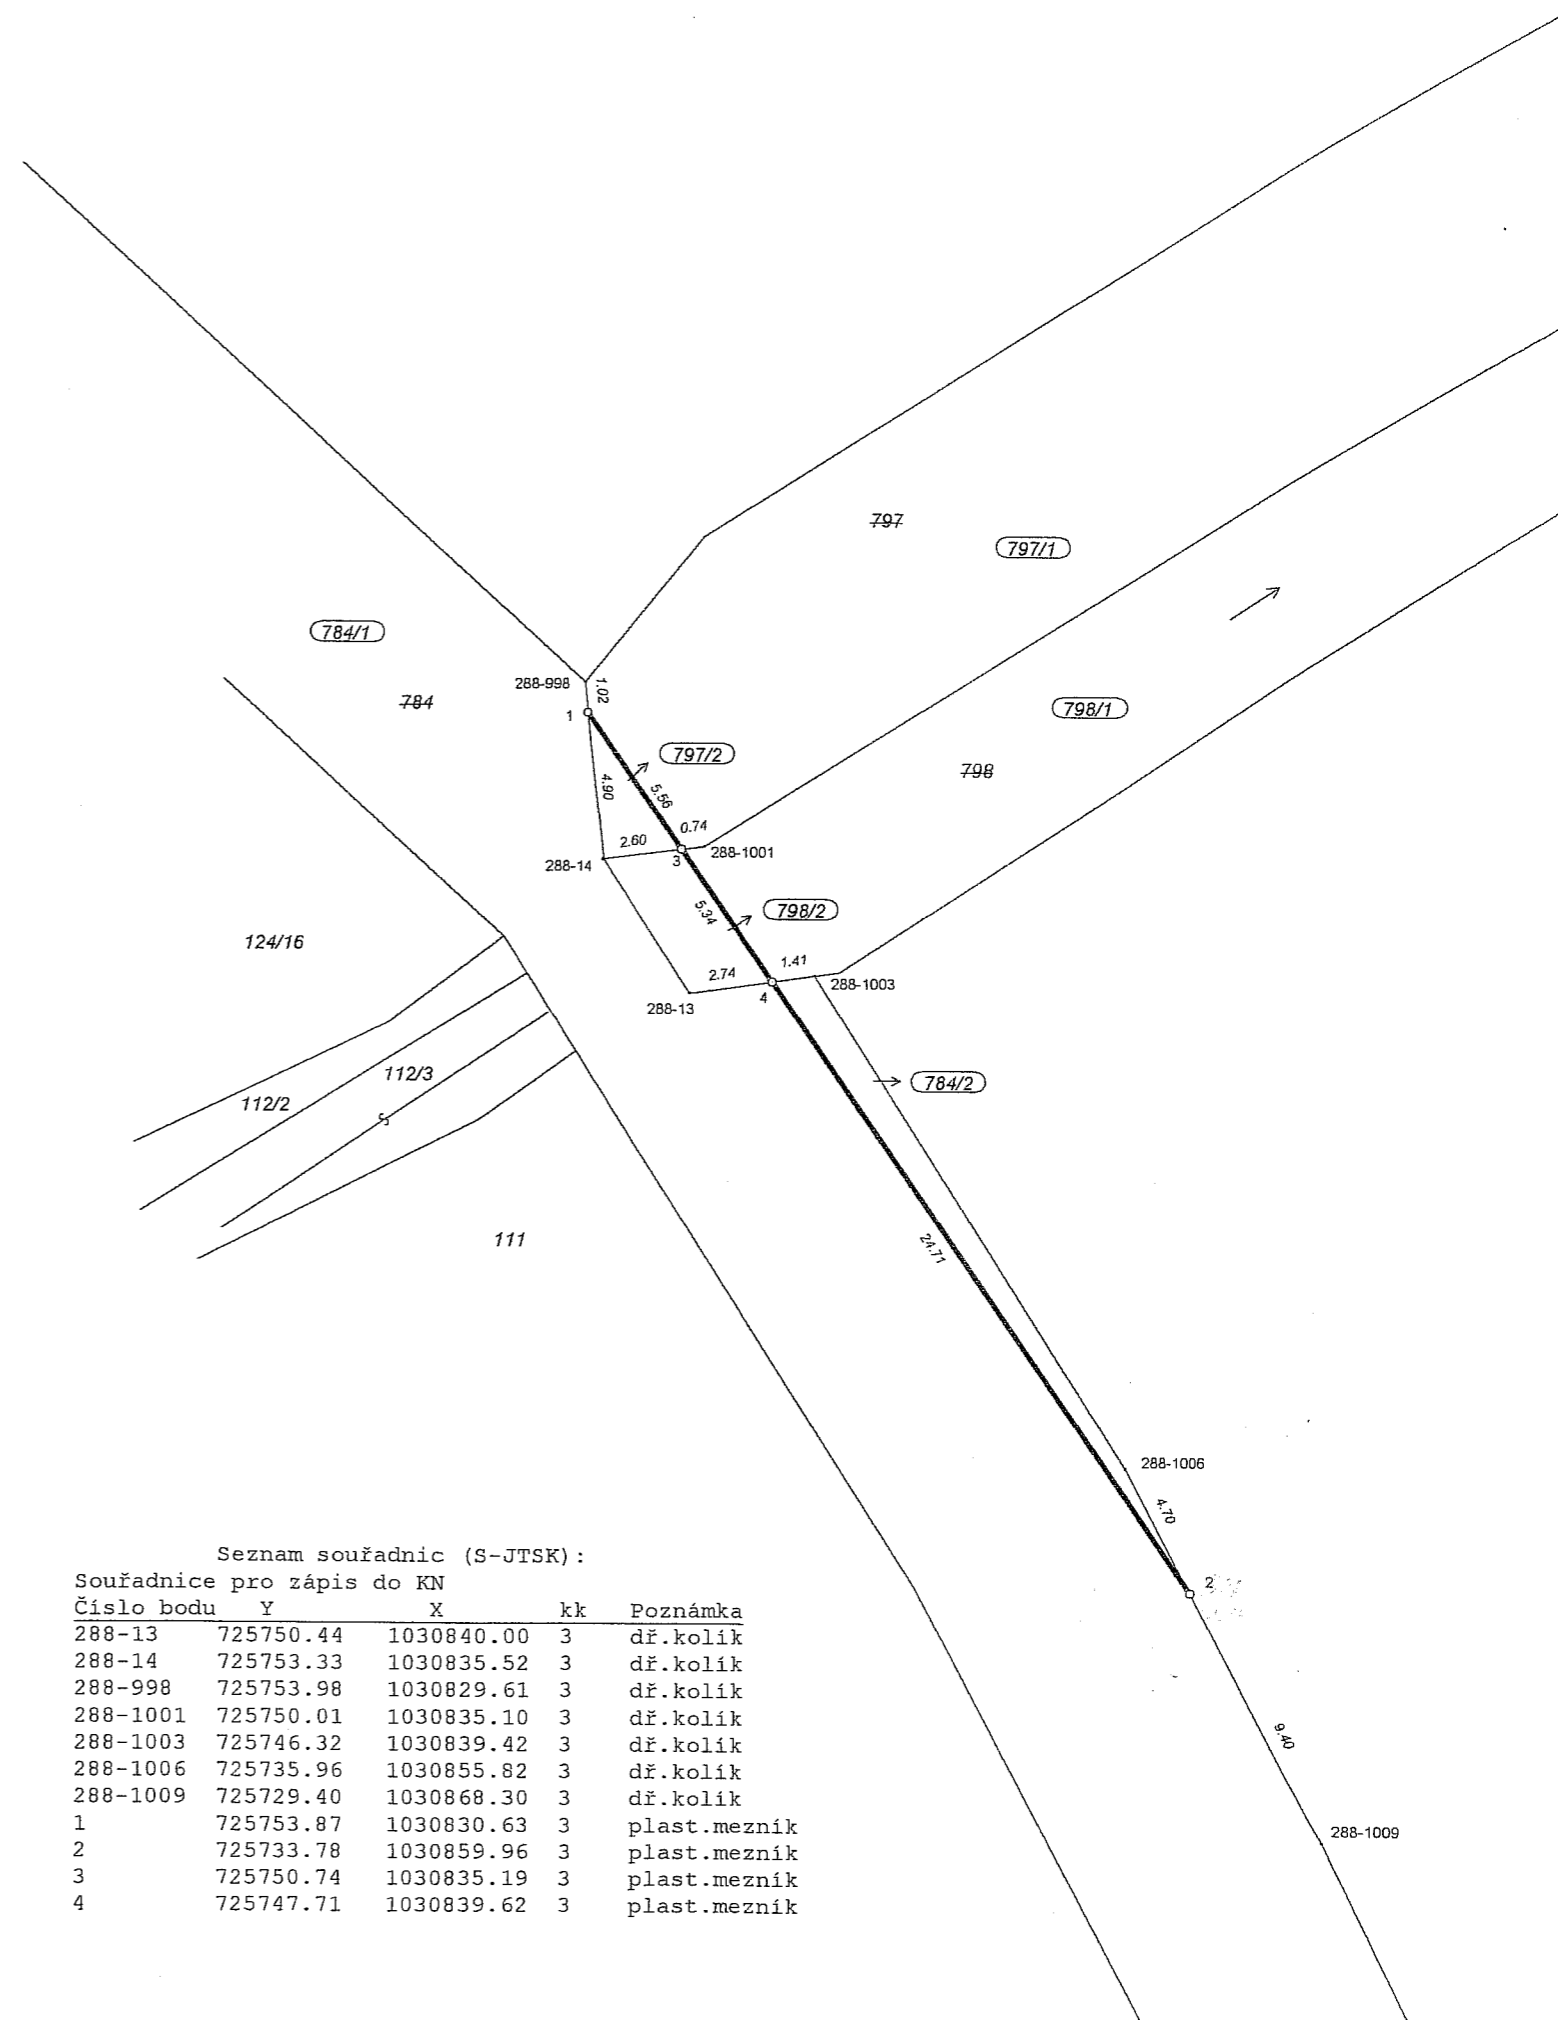 797
797/1
784/1
288-998
1.02
784
1
798/1
797/2
798
4.90
5.56
0.74
2.60
288-14
3
288-1001
798/2
5.34
124/16
1.41
2.74
288-1003
288-13
4
112/3
784/2
112/2
S
111
24.71
288-1006
4.70
2
Seznam souřadnic (S-JTSK):
Souřadnice pro zápis do KN
Číslo bodu Y X kk Poznámka
288-13 725750.44 1030840.00 3 dř.kolík
288-14 725753.33 1030835.52 3 dř.kolík
288-998 725753.98 1030829.61 3 dř.kolík
288-1001 725750.01 1030835.10 3 dř.kolík
288-1003 725746.32 1030839.42 3 dř.kolík
288-1006 725735.96 1030855.82 3 dř.kolík
288-1009 725729.40 1030868.30 3 dř.kolík
1 725753.87 1030830.63 3 plast.mezník
2 725733.78 1030859.96 3 plast.mezník
3 725750.74 1030835.19 3 plast.mezník
4 725747.71 1030839.62 3 plast.mezník
9.40
288-1009